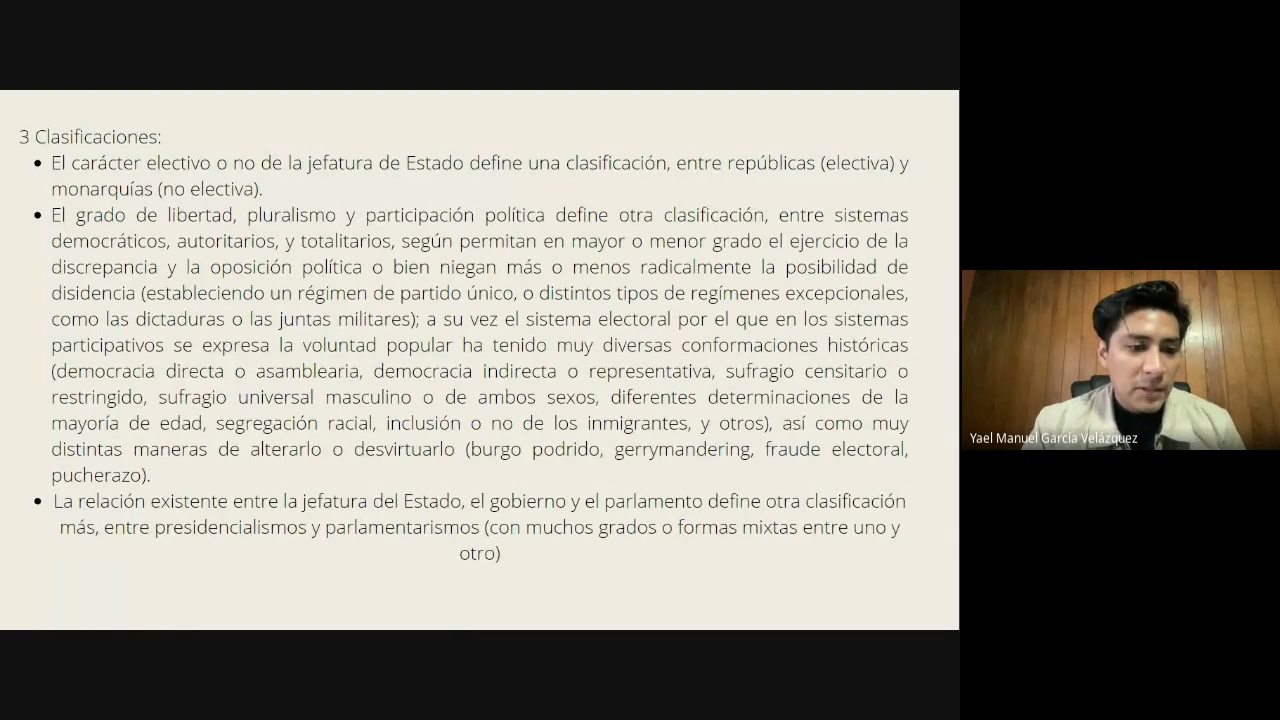 3 Clasificaciones:
• El carácter electivo o no de la jefatura de Estado define una clasificación, entre repúblicas (electiva) y
monarquías (no electiva).
• El grado de libertad, pluralismo y participación política define otra clasificación, entre sistemas
democráticos, autoritarios, y totalitarios, según permitan en mayor o menor grado el ejercicio de la
discrepancia y la oposición política o bien niegan más o menos radicalmente la posibilidad de
disidencia (estableciendo un régimen de partido único, o distintos tipos de regímenes excepcionales,
como las dictaduras o las juntas militares); a su vez el sistema electoral por el que en los sistemas
participativos se expresa la voluntad popular ha tenido muy diversas conformaciones históricas
(democracia directa o asamblearia, democracia indirecta o representativa, sufragio censitario o
restringido, sufragio universal masculino o de ambos sexos, diferentes determinaciones de la
mayoría de edad, segregación racial, inclusión o no de los inmigrantes, y otros), así como muy
distintas maneras de alterarlo o desvirtuarlo (burgo podrido, gerrymandering, fraude electoral,
pucherazo).
• La relación existente entre la jefatura del Estado, el gobierno y el parlamento define otra clasificación
más, entre presidencialismos y parlamentarismos (con muchos grados o formas mixtas entre uno y
otro)
Yael Manuel García Velázquez